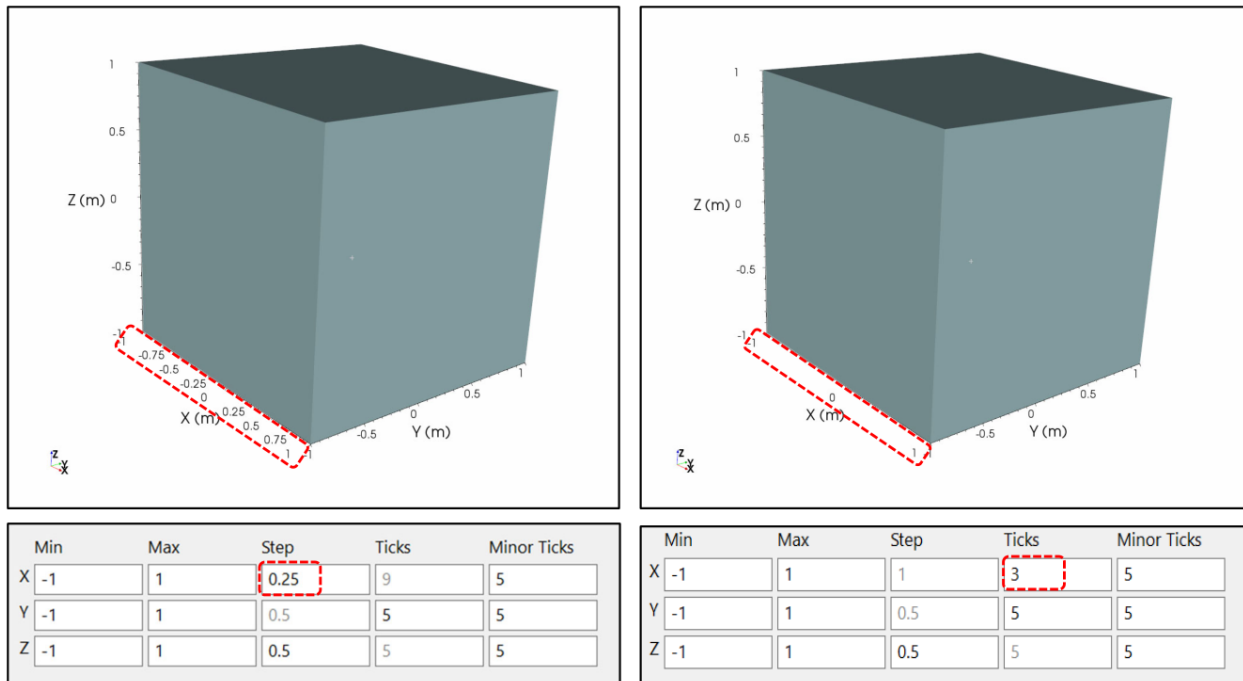 1
0.5
Z (m) 0
-0.5
-1
-1
-0.75
-0.5
-0.25
0
X (m)
0.25
0.5
0.75
1
-1
-0.5
0
Y (m)
0.5
1
Z
Y
X
1
0.5
Z (m) 0
-0.5
-1
-1
0
X (m)
1
-1
-0.5
0
Y (m)
0.5
1
Z
Y
X
Min Max Step Ticks Minor Ticks
X -1 1 0.25 9 5
Y -1 1 0.5 5 5
Z -1 1 0.5 5 5
Min Max Step Ticks Minor Ticks
X -1 1 1 3 5
Y -1 1 0.5 5 5
Z -1 1 0.5 5 5